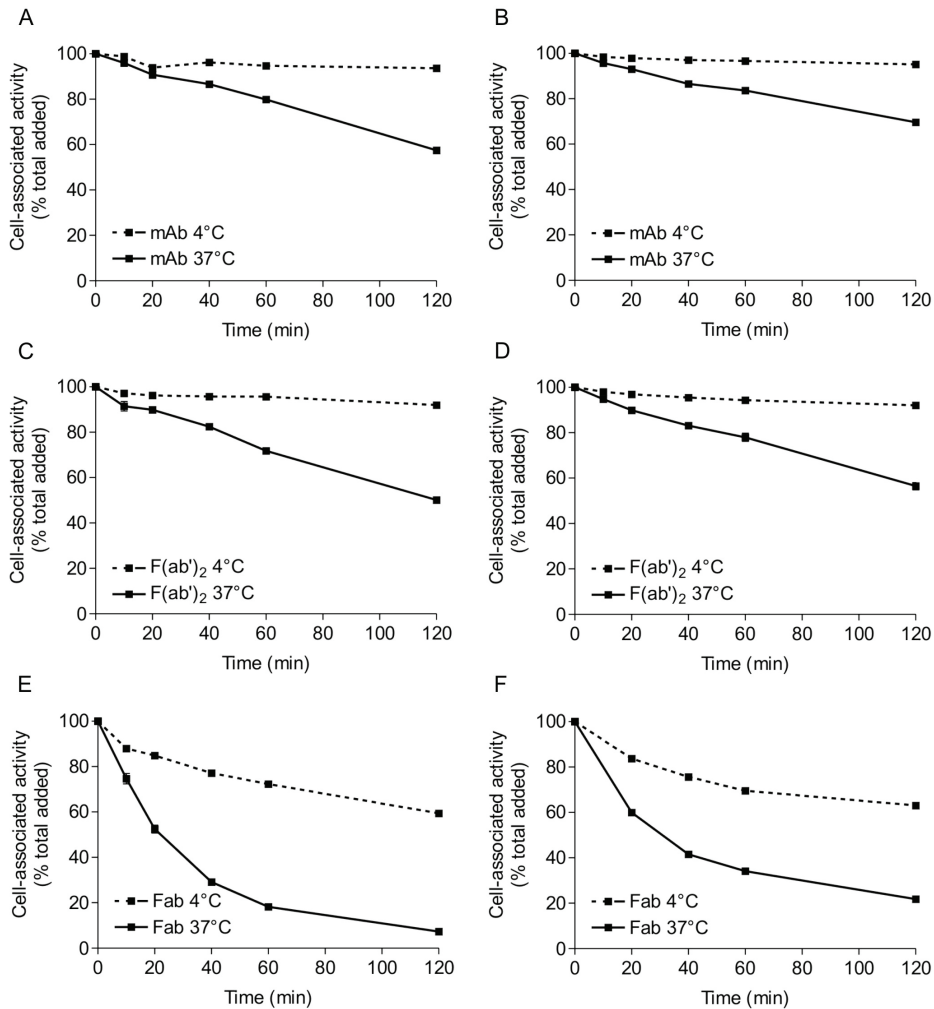 A
Cell-associated activity
(% total added)
100
80
60
40
20
0
mAb 4°C
mAb 37°C
0 20 40 60 80 100 120
Time (min)
B
Cell-associated activity
(% total added)
100
80
60
40
20
0
mAb 4°C
mAb 37°C
0 20 40 60 80 100 120
Time (min)
C
Cell-associated activity
(% total added)
100
80
60
40
20
0
F(ab')2 4°C
F(ab')2 37°C
0 20 40 60 80 100 120
Time (min)
D
Cell-associated activity
(% total added)
100
80
60
40
20
0
F(ab')2 4°C
F(ab')2 37°C
0 20 40 60 80 100 120
Time (min)
E
Cell-associated activity
(% total added)
100
80
60
40
20
0
Fab 4°C
Fab 37°C
0 20 40 60 80 100 120
Time (min)
F
Cell-associated activity
(% total added)
100
80
60
40
20
0
Fab 4°C
Fab 37°C
0 20 40 60 80 100 120
Time (min)